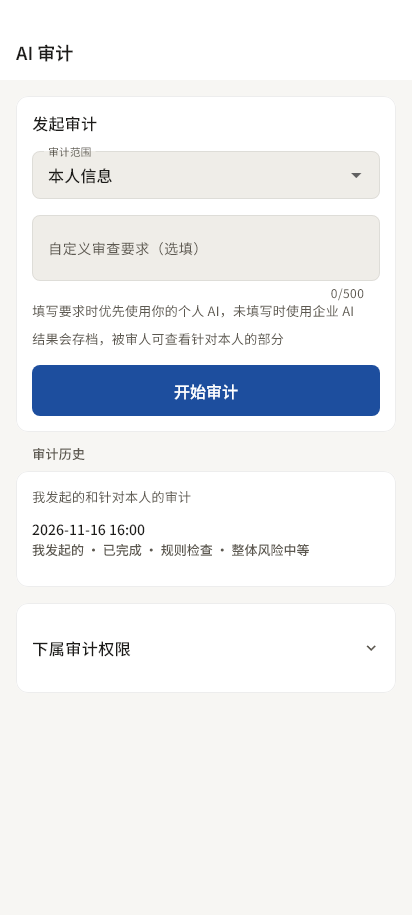 AI 审计
发起审计
审计范围
本人信息
自定义审查要求（选填）
0/500
填写要求时优先使用你的个人 AI，未填写时使用企业 AI
结果会存档，被审人可查看针对本人的部分
开始审计
审计历史
我发起的和针对本人的审计
2026-11-16 16:00
我发起的 · 已完成 · 规则检查 · 整体风险中等
下属审计权限